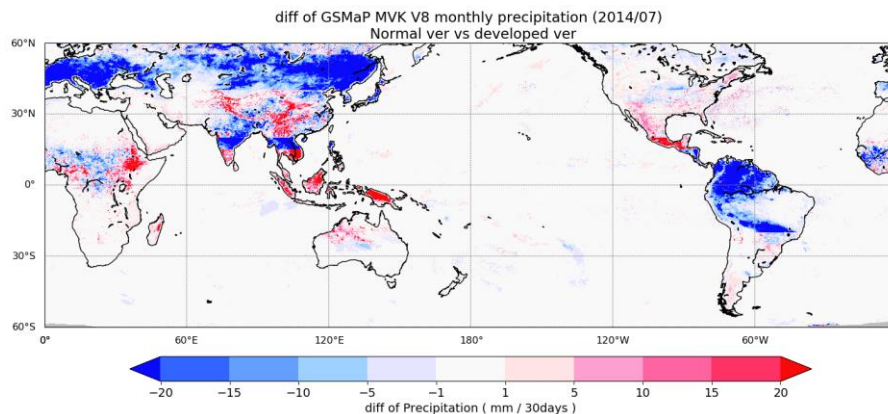 diff of GSMaP MVK V8 monthly precipitation (2014/07)
Normal ver vs developed ver
60°N
30°N
0°
30°S
60°S
0° 60°E 120°E 180° 120°W 60°W
−20 −15 −10 −5 −1 1 5 10 15 20
diff of Precipitation ( mm / 30days )